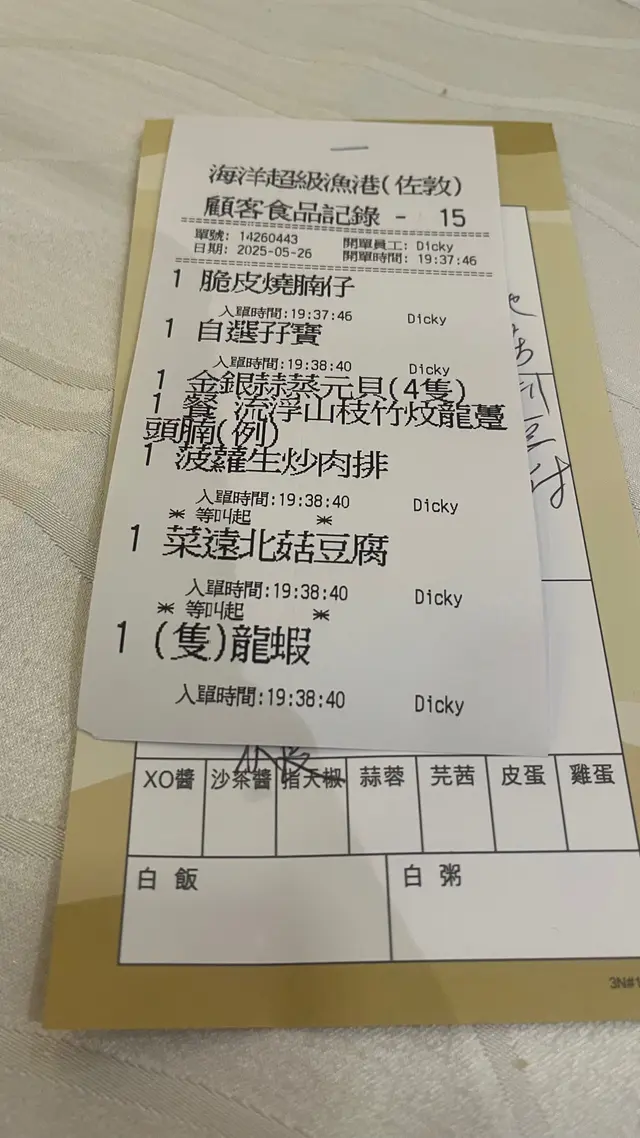 海洋超級漁港(佐敦)
顧客食品記錄 - 15
單號: 14260443 開單員工: Dicky
日期: 2025-05-26 開單時間: 19:37:46
1 脆皮燒腩仔
入單時間:19:37:46 Dicky
1 自選孖寶
入單時間:19:38:40 Dicky
1 金銀蒜蒸元貝(4隻)
1 餐 流浮山枝竹炆龍躉
頭腩(例)
1 菠蘿生炒肉排
入單時間:19:38:40 Dicky
* 等叫起 *
1 菜遠北菇豆腐
入單時間:19:38:40 Dicky
* 等叫起 *
1 (隻)龍蝦
入單時間:19:38:40 Dicky
XO醬 沙茶醬 指天椒 蒜蓉 芫茜 皮蛋 雞蛋
白飯 白粥